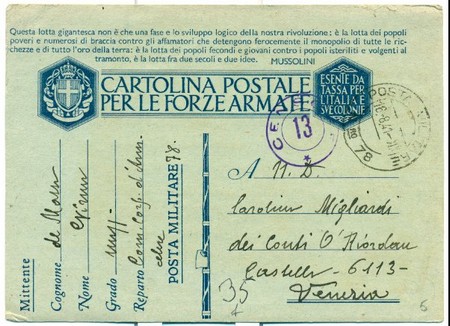 Questa lotta gigantesca non è che una fase e lo sviluppo logico della nostra rivoluzione; è la lotta dei popoli
poveri e numerosi di braccia contro gli affamatori che detengono ferocemente il monopolio di tutte le ric-
chezze e di tutto l'oro della terra: è la lotta dei popoli fecondi e giovani contro i popoli isteriliti e volgenti al
tramonto, è la lotta fra due secoli e due idee.
MUSSOLINI
CARTOLINA POSTALE
PER LE FORZE ARMATE
ESENTE DA
TASSA PER
L'ITALIA E
SUE COLONIE
POSTA
78
13
Mittente
Cognome de
Nome
Grado
Reparto
POSTA MILITARE 78.
A N. D.
Carolina Migliardi
dei Conti O'Riordan
Castello 6113-
Venezia
35
6